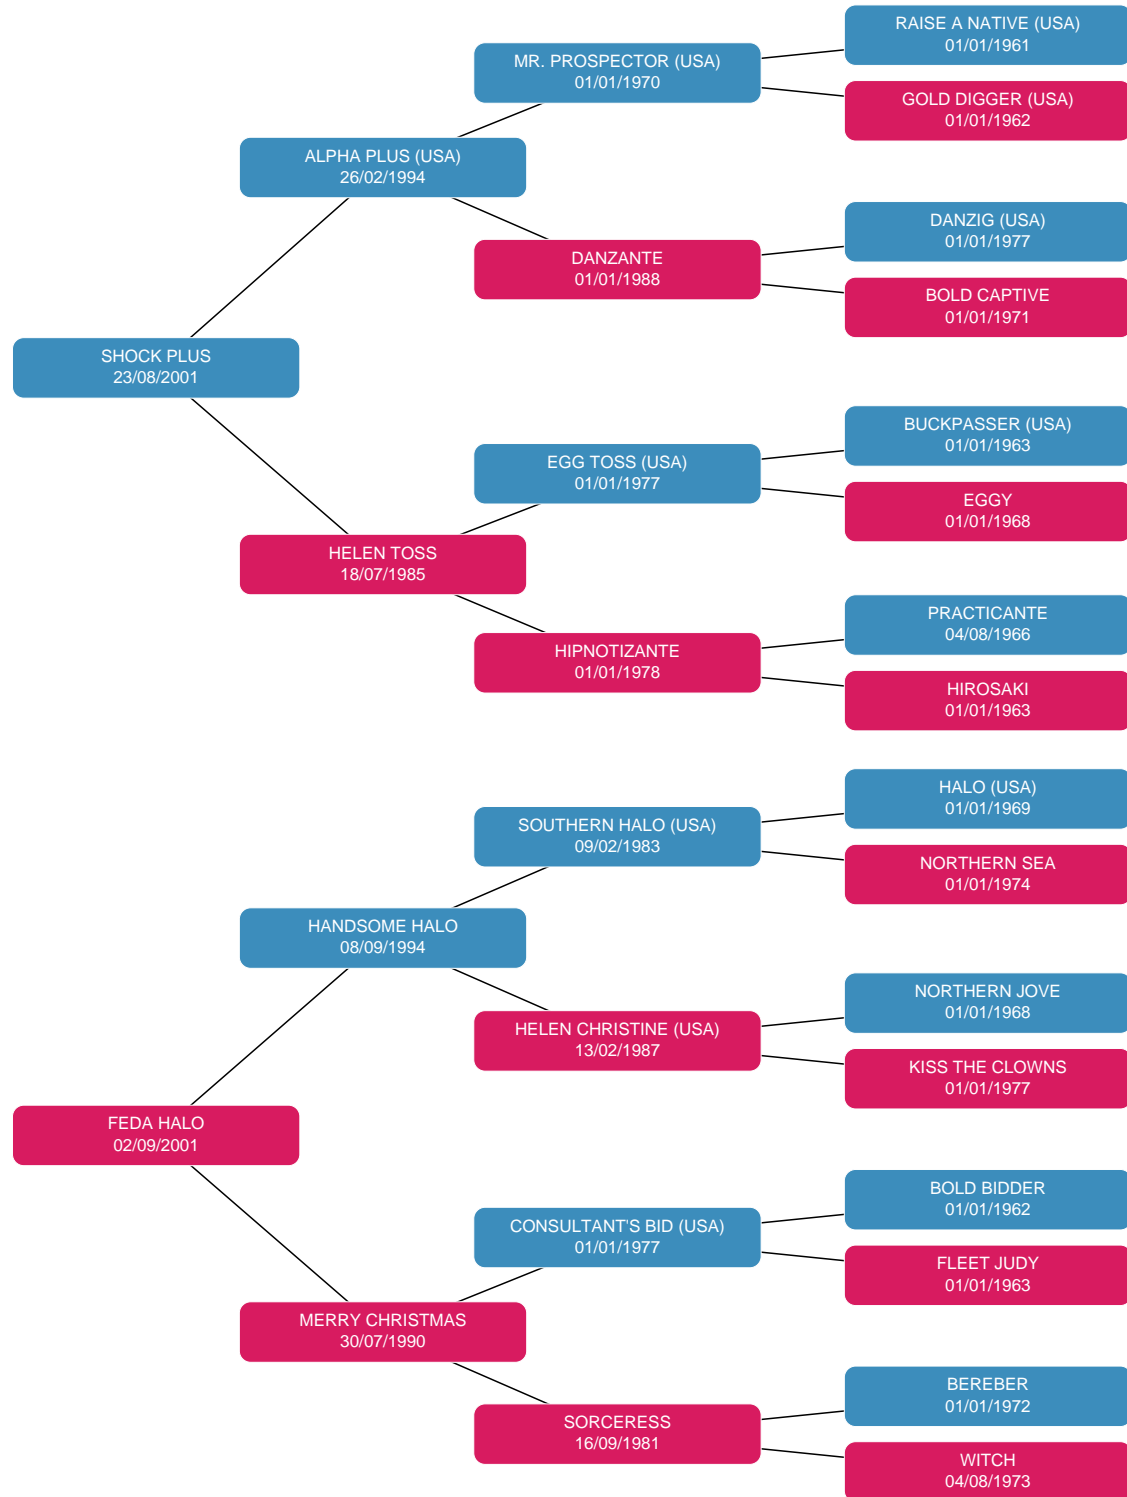 RAISE A NATIVE (USA)
01/01/1961
MR. PROSPECTOR (USA)
01/01/1970
GOLD DIGGER (USA)
01/01/1962
ALPHA PLUS (USA)
26/02/1994
DANZIG (USA)
01/01/1977
DANZANTE
01/01/1988
BOLD CAPTIVE
01/01/1971
SHOCK PLUS
23/08/2001
BUCKPASSER (USA)
01/01/1963
EGG TOSS (USA)
01/01/1977
EGGY
01/01/1968
HELEN TOSS
18/07/1985
PRACTICANTE
04/08/1966
HIPNOTIZANTE
01/01/1978
HIROSAKI
01/01/1963
HALO (USA)
01/01/1969
SOUTHERN HALO (USA)
09/02/1983
NORTHERN SEA
01/01/1974
HANDSOME HALO
08/09/1994
NORTHERN JOVE
01/01/1968
HELEN CHRISTINE (USA)
13/02/1987
KISS THE CLOWNS
01/01/1977
FEDA HALO
02/09/2001
BOLD BIDDER
01/01/1962
CONSULTANT'S BID (USA)
01/01/1977
FLEET JUDY
01/01/1963
MERRY CHRISTMAS
30/07/1990
BEREBER
01/01/1972
SORCERESS
16/09/1981
WITCH
04/08/1973